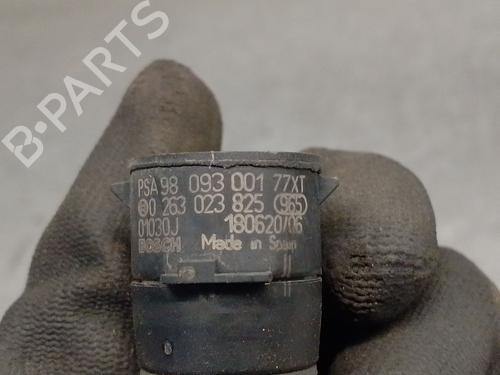 B-PARTS
PSA 98 093 001 77XT
0 263 023 825 (965)
01030J 180620/06
BOSCH Made in Spain